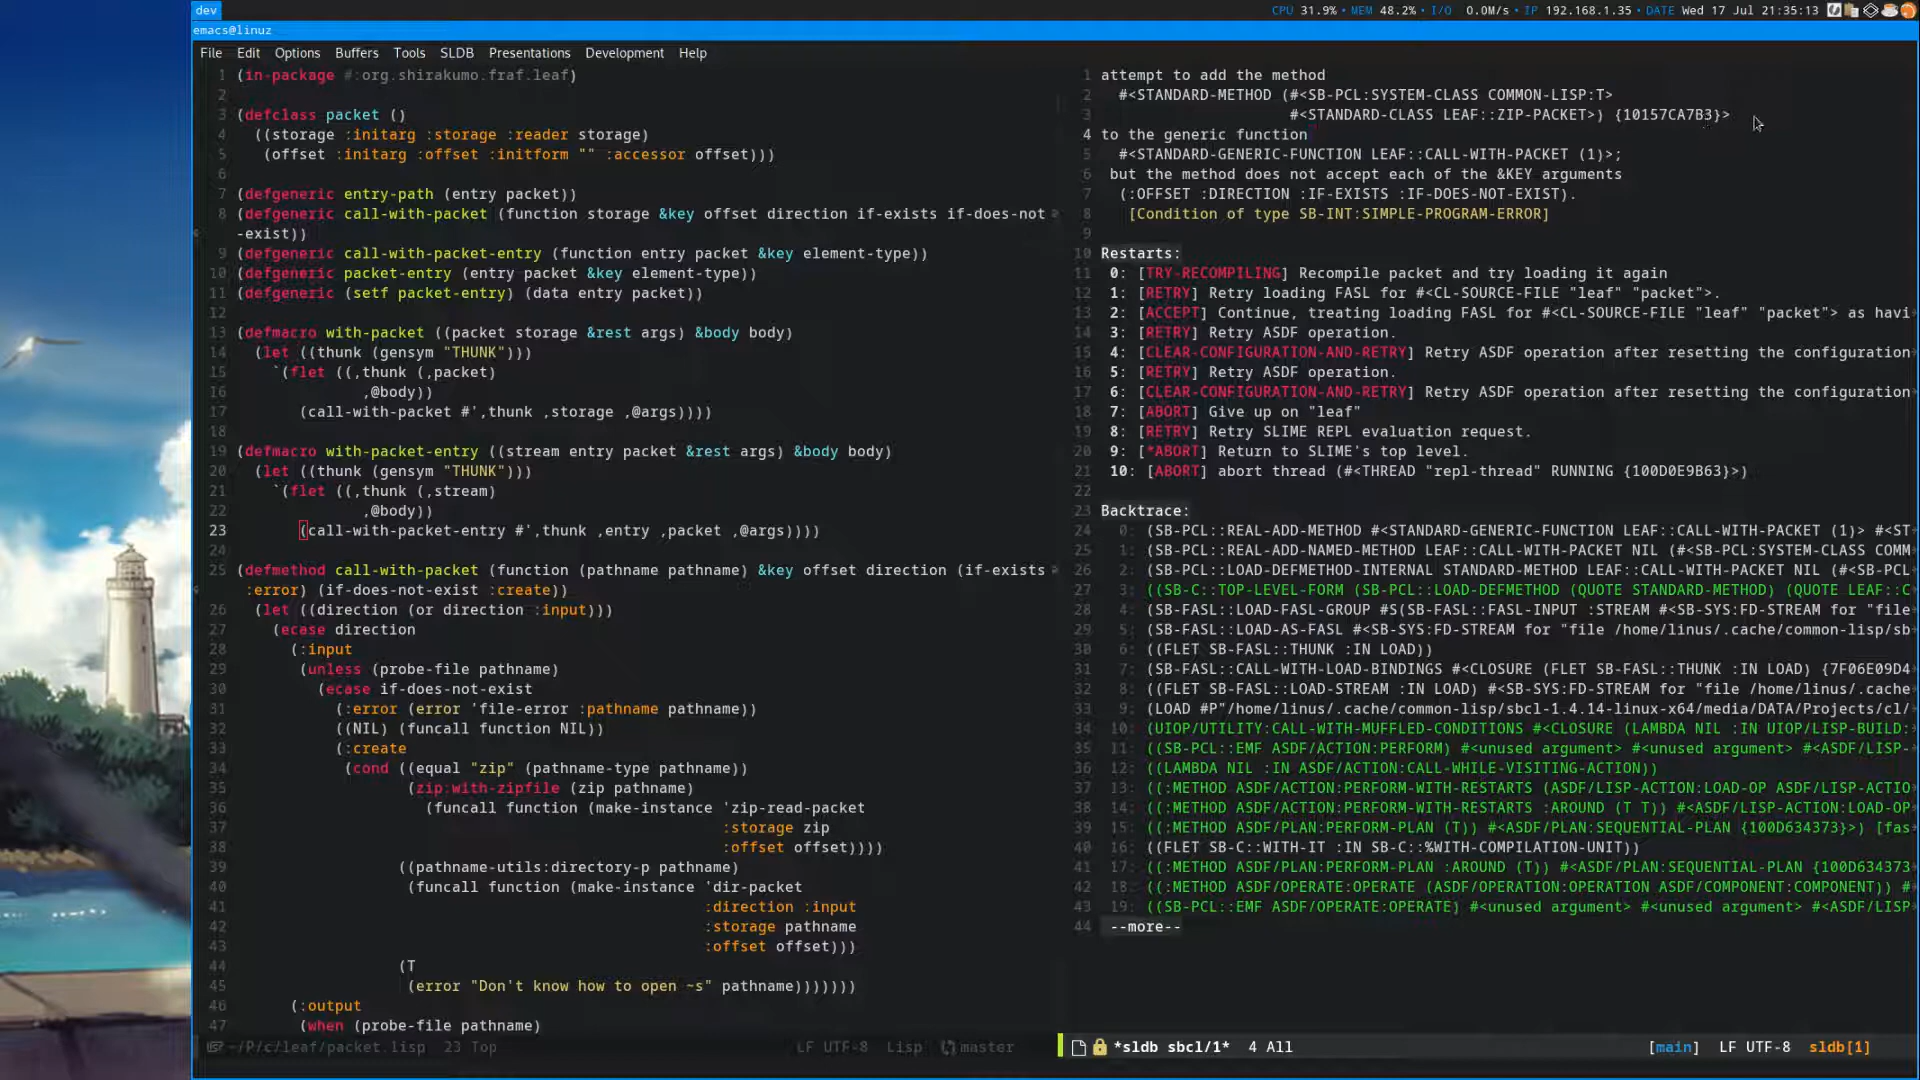 dev
CPU 31.9% • MEM 48.2% • I/O 0.0M/s • IP 192.168.1.35 • DATE Wed 17 Jul 21:35:13
emacs@linuz
File Edit Options Buffers Tools SLDB Presentations Development Help
1 (in-package #:org.shirakumo.fraf.leaf)
2
3 (defclass packet ()
4   ((storage :initarg :storage :reader storage)
5    (offset :initarg :offset :initform "" :accessor offset)))
6
7 (defgeneric entry-path (entry packet))
8 (defgeneric call-with-packet (function storage &key offset direction if-exists if-does-not
-exist))
9 (defgeneric call-with-packet-entry (function entry packet &key element-type))
10 (defgeneric packet-entry (entry packet &key element-type))
11 (defgeneric (setf packet-entry) (data entry packet))
12
13 (defmacro with-packet ((packet storage &rest args) &body body)
14   (let ((thunk (gensym "THUNK")))
15     `(flet ((,thunk (,packet)
16               ,@body))
17        (call-with-packet #',thunk ,storage ,@args))))
18
19 (defmacro with-packet-entry ((stream entry packet &rest args) &body body)
20   (let ((thunk (gensym "THUNK")))
21     `(flet ((,thunk (,stream)
22               ,@body))
23        (call-with-packet-entry #',thunk ,entry ,packet ,@args))))
24
25 (defmethod call-with-packet (function (pathname pathname) &key offset direction (if-exists
:error) (if-does-not-exist :create))
26   (let ((direction (or direction :input)))
27     (ecase direction
28       (:input
29        (unless (probe-file pathname)
30          (ecase if-does-not-exist
31            (:error (error 'file-error :pathname pathname))
32            ((NIL) (funcall function NIL))
33            (:create
34             (cond ((equal "zip" (pathname-type pathname))
35                    (zip:with-zipfile (zip pathname)
36                      (funcall function (make-instance 'zip-read-packet
37                                                       :storage zip
38                                                       :offset offset))))
39                   ((pathname-utils:directory-p pathname)
40                    (funcall function (make-instance 'dir-packet
41                                                     :direction :input
42                                                     :storage pathname
43                                                     :offset offset)))
44                   (T
45                    (error "Don't know how to open ~s" pathname)))))))
46       (:output
47        (when (probe-file pathname)
~/P/c/leaf/packet.lisp 23 Top LF UTF-8 Lisp master
1 attempt to add the method
2   #<STANDARD-METHOD (#<SB-PCL:SYSTEM-CLASS COMMON-LISP:T>
3                      #<STANDARD-CLASS LEAF::ZIP-PACKET>) {10157CA7B3}>
4 to the generic function
5   #<STANDARD-GENERIC-FUNCTION LEAF::CALL-WITH-PACKET (1)>;
6  but the method does not accept each of the &KEY arguments
7   (:OFFSET :DIRECTION :IF-EXISTS :IF-DOES-NOT-EXIST).
8    [Condition of type SB-INT:SIMPLE-PROGRAM-ERROR]
9
10 Restarts:
11  0: [TRY-RECOMPILING] Recompile packet and try loading it again
12  1: [RETRY] Retry loading FASL for #<CL-SOURCE-FILE "leaf" "packet">.
13  2: [ACCEPT] Continue, treating loading FASL for #<CL-SOURCE-FILE "leaf" "packet"> as havi
14  3: [RETRY] Retry ASDF operation.
15  4: [CLEAR-CONFIGURATION-AND-RETRY] Retry ASDF operation after resetting the configuration
16  5: [RETRY] Retry ASDF operation.
17  6: [CLEAR-CONFIGURATION-AND-RETRY] Retry ASDF operation after resetting the configuration
18  7: [ABORT] Give up on "leaf"
19  8: [RETRY] Retry SLIME REPL evaluation request.
20  9: [*ABORT] Return to SLIME's top level.
21  10: [ABORT] abort thread (#<THREAD "repl-thread" RUNNING {100D0E9B63}>)
22
23 Backtrace:
24   0: (SB-PCL::REAL-ADD-METHOD #<STANDARD-GENERIC-FUNCTION LEAF::CALL-WITH-PACKET (1)> #<ST
25   1: (SB-PCL::REAL-ADD-NAMED-METHOD LEAF::CALL-WITH-PACKET NIL (#<SB-PCL:SYSTEM-CLASS COMM
26   2: (SB-PCL::LOAD-DEFMETHOD-INTERNAL STANDARD-METHOD LEAF::CALL-WITH-PACKET NIL (#<SB-PCL
27   3: ((SB-C::TOP-LEVEL-FORM (SB-PCL::LOAD-DEFMETHOD (QUOTE STANDARD-METHOD) (QUOTE LEAF::C
28   4: (SB-FASL::LOAD-FASL-GROUP #S(SB-FASL::FASL-INPUT :STREAM #<SB-SYS:FD-STREAM for "file
29   5: (SB-FASL::LOAD-AS-FASL #<SB-SYS:FD-STREAM for "file /home/linus/.cache/common-lisp/sb
30   6: ((FLET SB-FASL::THUNK :IN LOAD))
31   7: (SB-FASL::CALL-WITH-LOAD-BINDINGS #<CLOSURE (FLET SB-FASL::THUNK :IN LOAD) {7F06E09D4
32   8: ((FLET SB-FASL::LOAD-STREAM :IN LOAD) #<SB-SYS:FD-STREAM for "file /home/linus/.cache
33   9: (LOAD #P"/home/linus/.cache/common-lisp/sbcl-1.4.14-linux-x64/media/DATA/Projects/cl/
34  10: (UIOP/UTILITY:CALL-WITH-MUFFLED-CONDITIONS #<CLOSURE (LAMBDA NIL :IN UIOP/LISP-BUILD:
35  11: ((SB-PCL::EMF ASDF/ACTION:PERFORM) #<unused argument> #<unused argument> #<ASDF/LISP-
36  12: ((LAMBDA NIL :IN ASDF/ACTION:CALL-WHILE-VISITING-ACTION))
37  13: ((:METHOD ASDF/ACTION:PERFORM-WITH-RESTARTS (ASDF/LISP-ACTION:LOAD-OP ASDF/LISP-ACTIO
38  14: ((:METHOD ASDF/ACTION:PERFORM-WITH-RESTARTS :AROUND (T T)) #<ASDF/LISP-ACTION:LOAD-OP
39  15: ((:METHOD ASDF/PLAN:PERFORM-PLAN (T)) #<ASDF/PLAN:SEQUENTIAL-PLAN {100D634373}>) [fas
40  16: ((FLET SB-C::WITH-IT :IN SB-C::%WITH-COMPILATION-UNIT))
41  17: ((:METHOD ASDF/PLAN:PERFORM-PLAN :AROUND (T)) #<ASDF/PLAN:SEQUENTIAL-PLAN {100D634373
42  18: ((:METHOD ASDF/OPERATE:OPERATE (ASDF/OPERATION:OPERATION ASDF/COMPONENT:COMPONENT)) #
43  19: ((SB-PCL::EMF ASDF/OPERATE:OPERATE) #<unused argument> #<unused argument> #<ASDF/LISP
44  --more--
*sldb sbcl/1* 4 All [main] LF UTF-8 sldb[1]